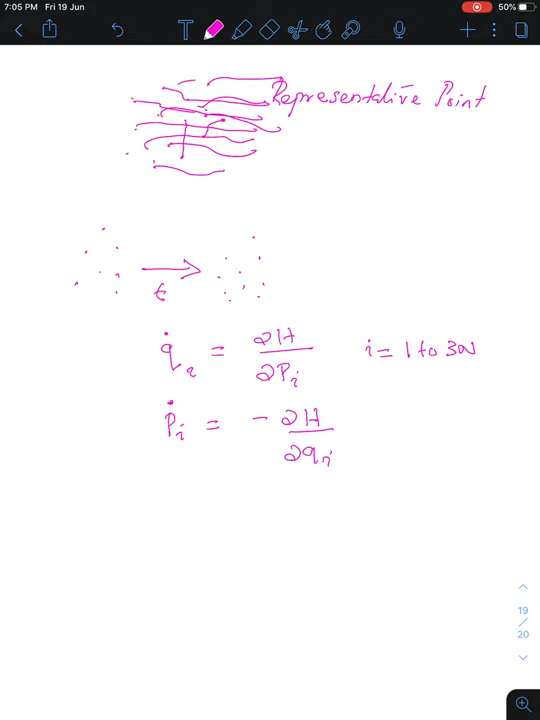 7:05 PM Fri 19 Jun 50%
Representative Point
t
q̇ᵢ = ∂H/∂Pᵢ i = 1 to 3N
Ṗᵢ = - ∂H/∂qᵢ
19
/
20